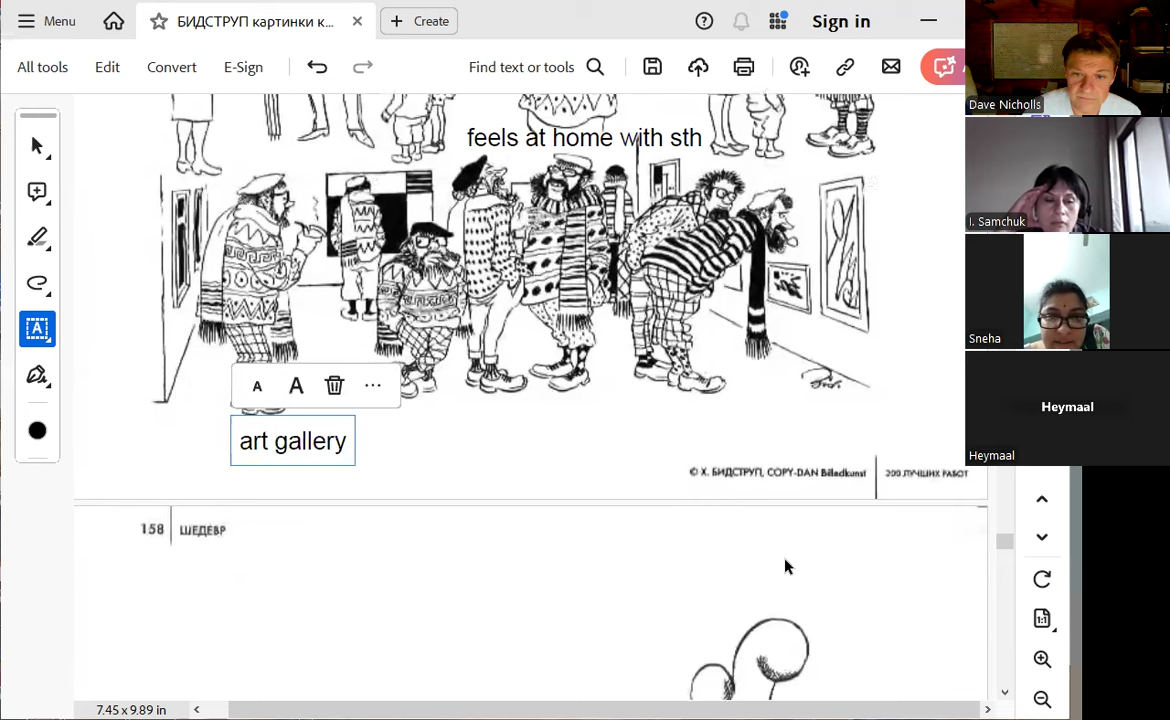 Menu
БИДСТРУП картинки к...
Create
Sign in
All tools
Edit
Convert
E-Sign
Find text or tools
Dave Nicholls
feels at home with sth
I. Samchuk
Sneha
A A ...
art gallery
Heymaal
Heymaal
© Х. БИДСТРУП, COPY-DAN Billedkunst
200 ЛУЧШИХ РАБОТ
158
ШЕДЕВР
1:1
7.45 x 9.89 in